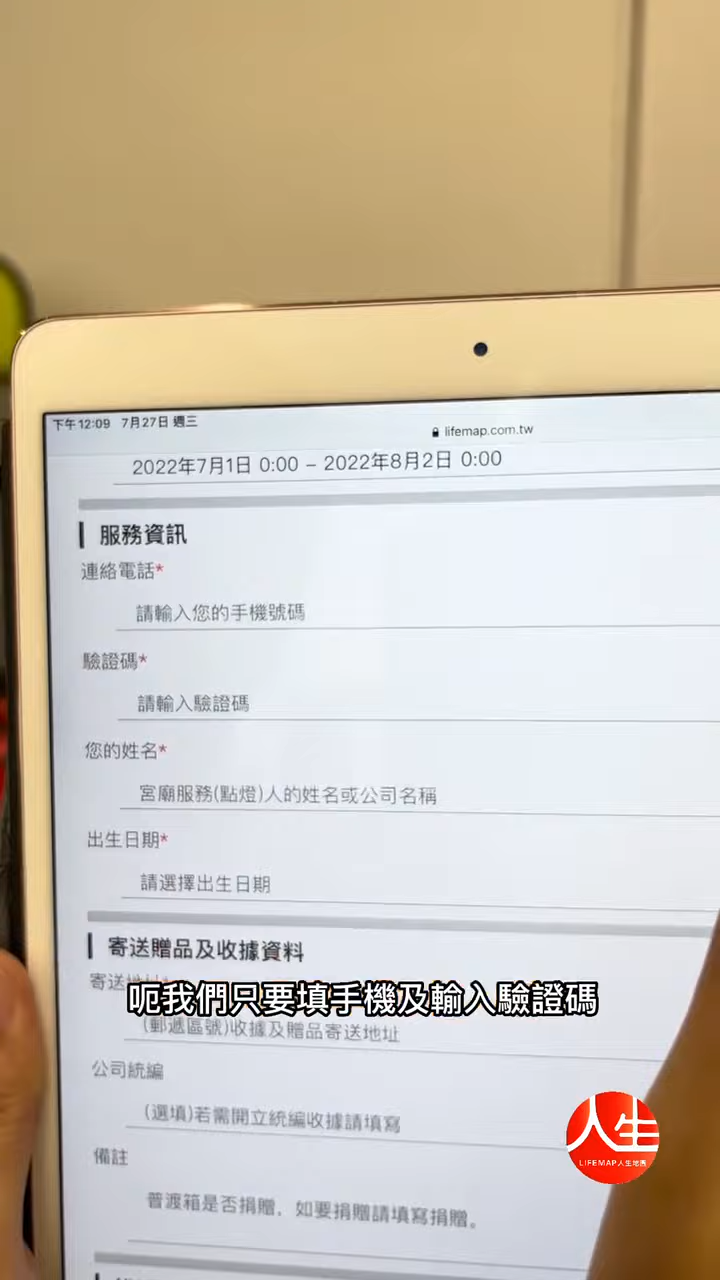 下午12:09 7月27日 週三
lifemap.com.tw
2022年7月1日 0:00 – 2022年8月2日 0:00
服務資訊
連絡電話*
請輸入您的手機號碼
驗證碼*
請輸入驗證碼
您的姓名*
宮廟服務(點燈)人的姓名或公司名稱
出生日期*
請選擇出生日期
寄送贈品及收據資料
寄送地址*
呃我們只要填手機及輸入驗證碼
(郵遞區號)收據及贈品寄送地址
公司統編
(選填)若需開立統編收據請填寫
人生
LIFEMAP人生地圖
備註
普渡箱是否捐贈，如要捐贈請填寫捐贈。